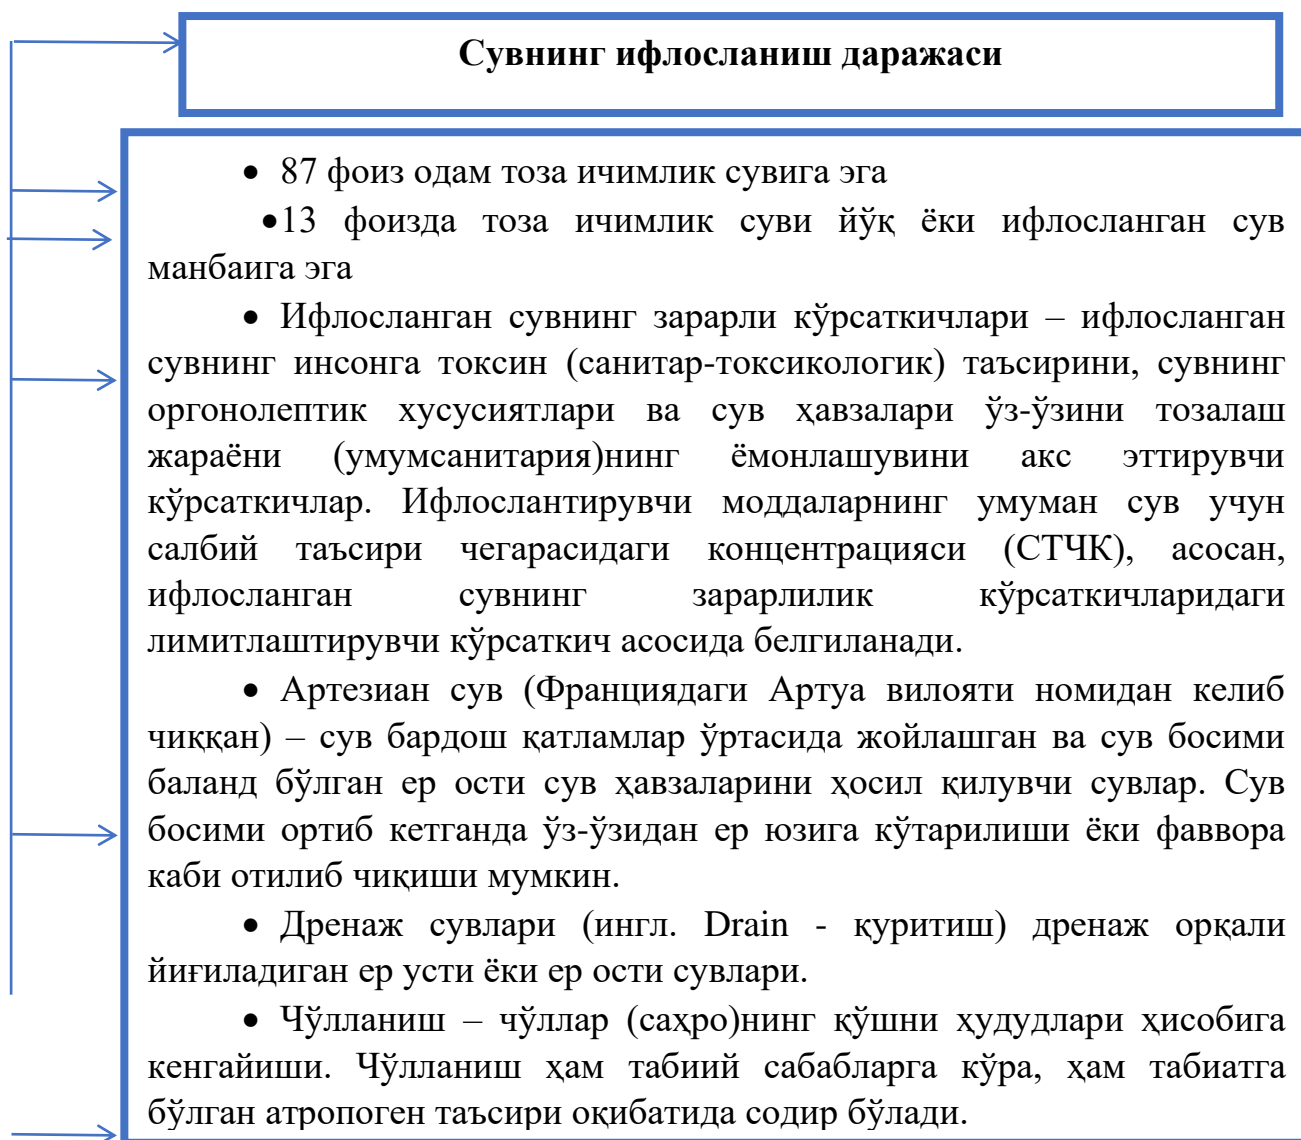 Сувнинг ифлосланиш даражаси
• 87 фоиз одам тоза ичимлик сувига эга
•13 фоизда тоза ичимлик суви йўқ ёки ифлосланган сув
манбаига эга
• Ифлосланган сувнинг зарарли кўрсаткичлари – ифлосланган
сувнинг инсонга токсин (санитар-токсикологик) таъсирини, сувнинг
оргонолептик хусусиятлари ва сув ҳавзалари ўз-ўзини тозалаш
жараёни (умумсанитария)нинг ёмонлашувини акс эттирувчи
кўрсаткичлар. Ифлослантирувчи моддаларнинг умуман сув учун
салбий таъсири чегарасидаги концентрацияси (СТЧК), асосан,
ифлосланган сувнинг зарарлилик кўрсаткичларидаги
лимитлаштирувчи кўрсаткич асосида белгиланади.
• Артезиан сув (Франциядаги Артуа вилояти номидан келиб
чиққан) – сув бардош қатламлар ўртасида жойлашган ва сув босими
баланд бўлган ер ости сув ҳавзаларини ҳосил қилувчи сувлар. Сув
босими ортиб кетганда ўз-ўзидан ер юзига кўтарилиши ёки фаввора
каби отилиб чиқиши мумкин.
• Дренаж сувлари (ингл. Drain - қуритиш) дренаж орқали
йиғиладиган ер усти ёки ер ости сувлари.
• Чўлланиш – чўллар (саҳро)нинг қўшни ҳудудлари ҳисобига
кенгайиши. Чўлланиш ҳам табиий сабабларга кўра, ҳам табиатга
бўлган атропоген таъсири оқибатида содир бўлади.